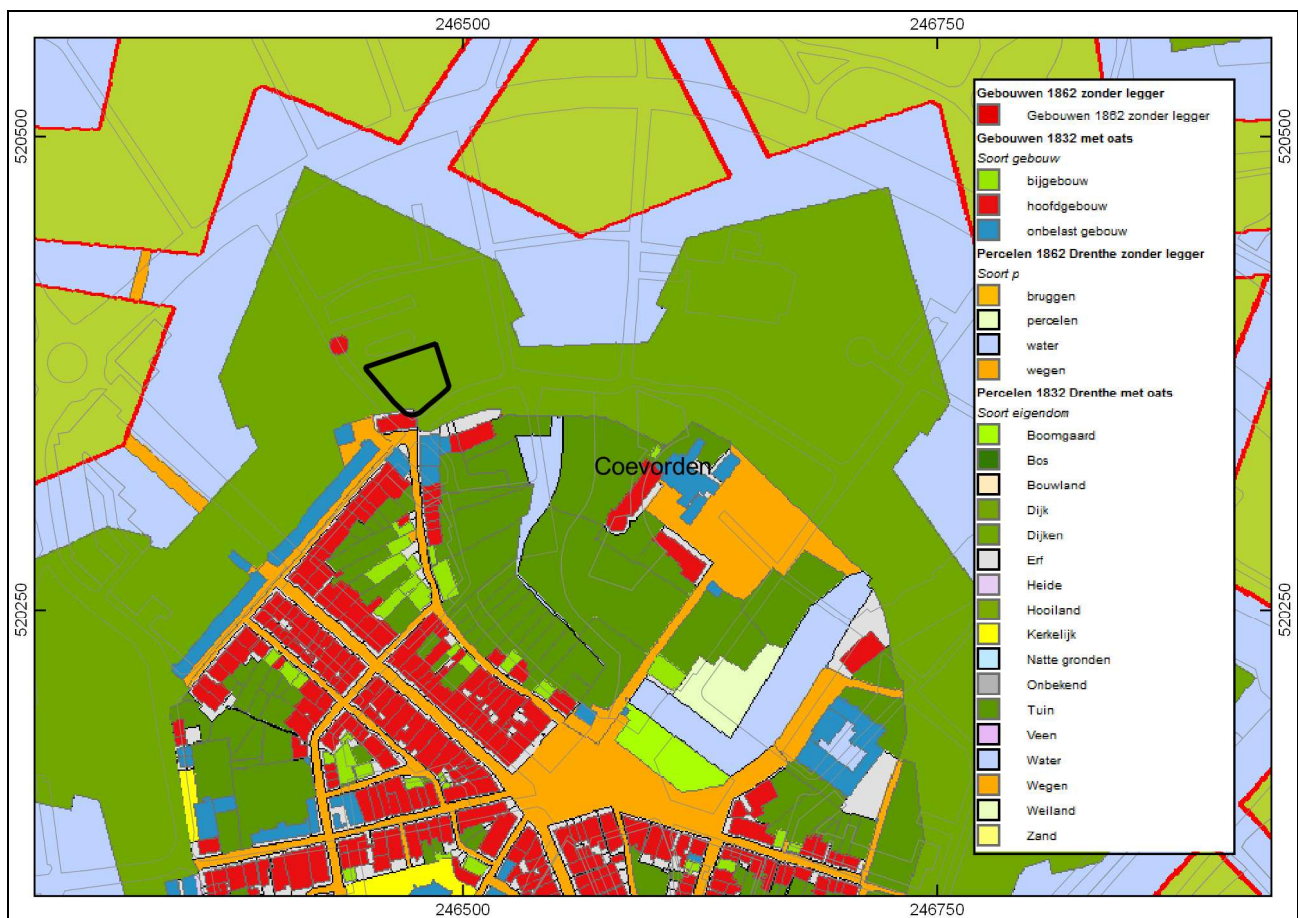 246500
246750
520500
520500
Gebouwen 1862 zonder legger
Gebouwen 1862 zonder legger
Gebouwen 1832 met oats
Soort gebouw
bijgebouw
hoofdgebouw
onbelast gebouw
Percelen 1862 Drenthe zonder legger
Soort p
bruggen
percelen
water
wegen
Percelen 1832 Drenthe met oats
Soort eigendom
Boomgaard
Bos
Bouwland
Dijk
Dijken
Erf
Heide
Hooiland
Kerkelijk
Natte gronden
Onbekend
Tuin
Veen
Water
Wegen
Weiland
Zand
Coevorden
520250
520250
246500
246750